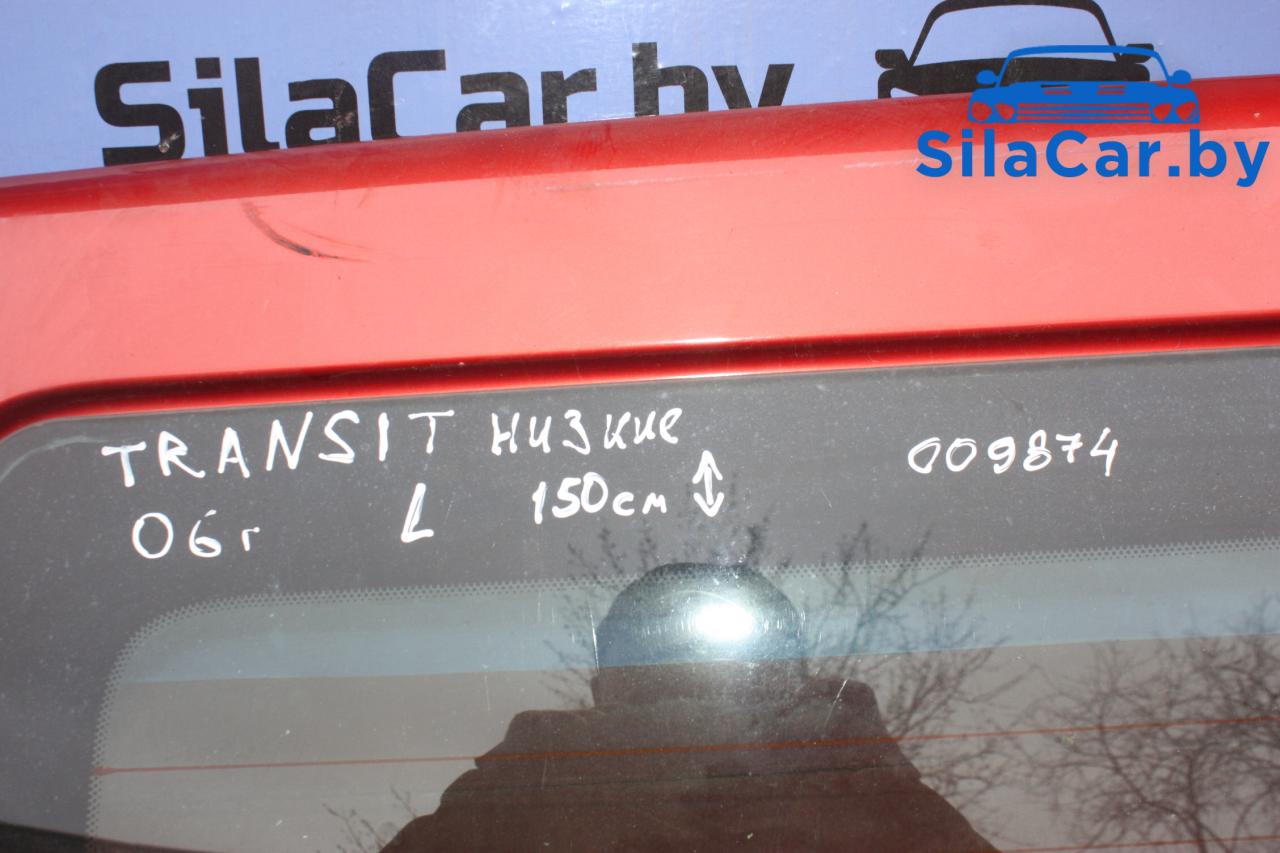 SilaCar.by
SilaCar.by
TRANSIT низкие 009874
06г L 150см